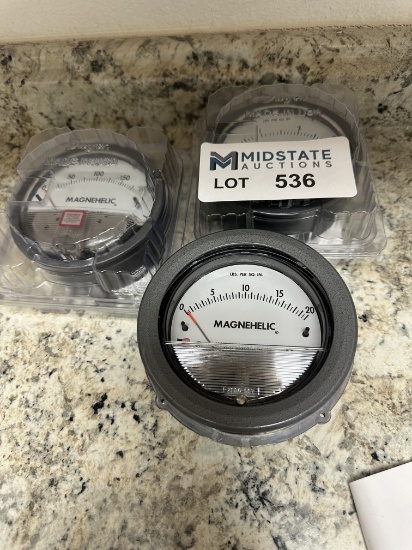 MIDSTATE
AUCTIONS
LOT 536
50 100 150
MAGNEHELIC
LBS. PER SQ. IN.
0 5 10 15 20
MAGNEHELIC®